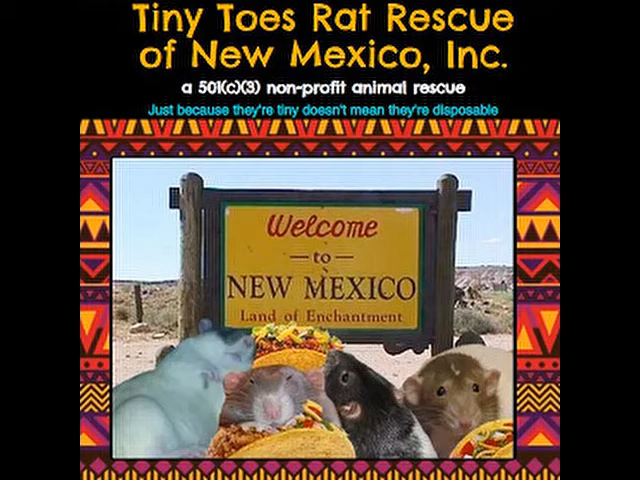 Tiny Toes Rat Rescue
of New Mexico, Inc.
a 501(c)(3) non-profit animal rescue
Just because they're tiny doesn't mean they're disposable
Welcome
to
NEW MEXICO
Land of Enchantment